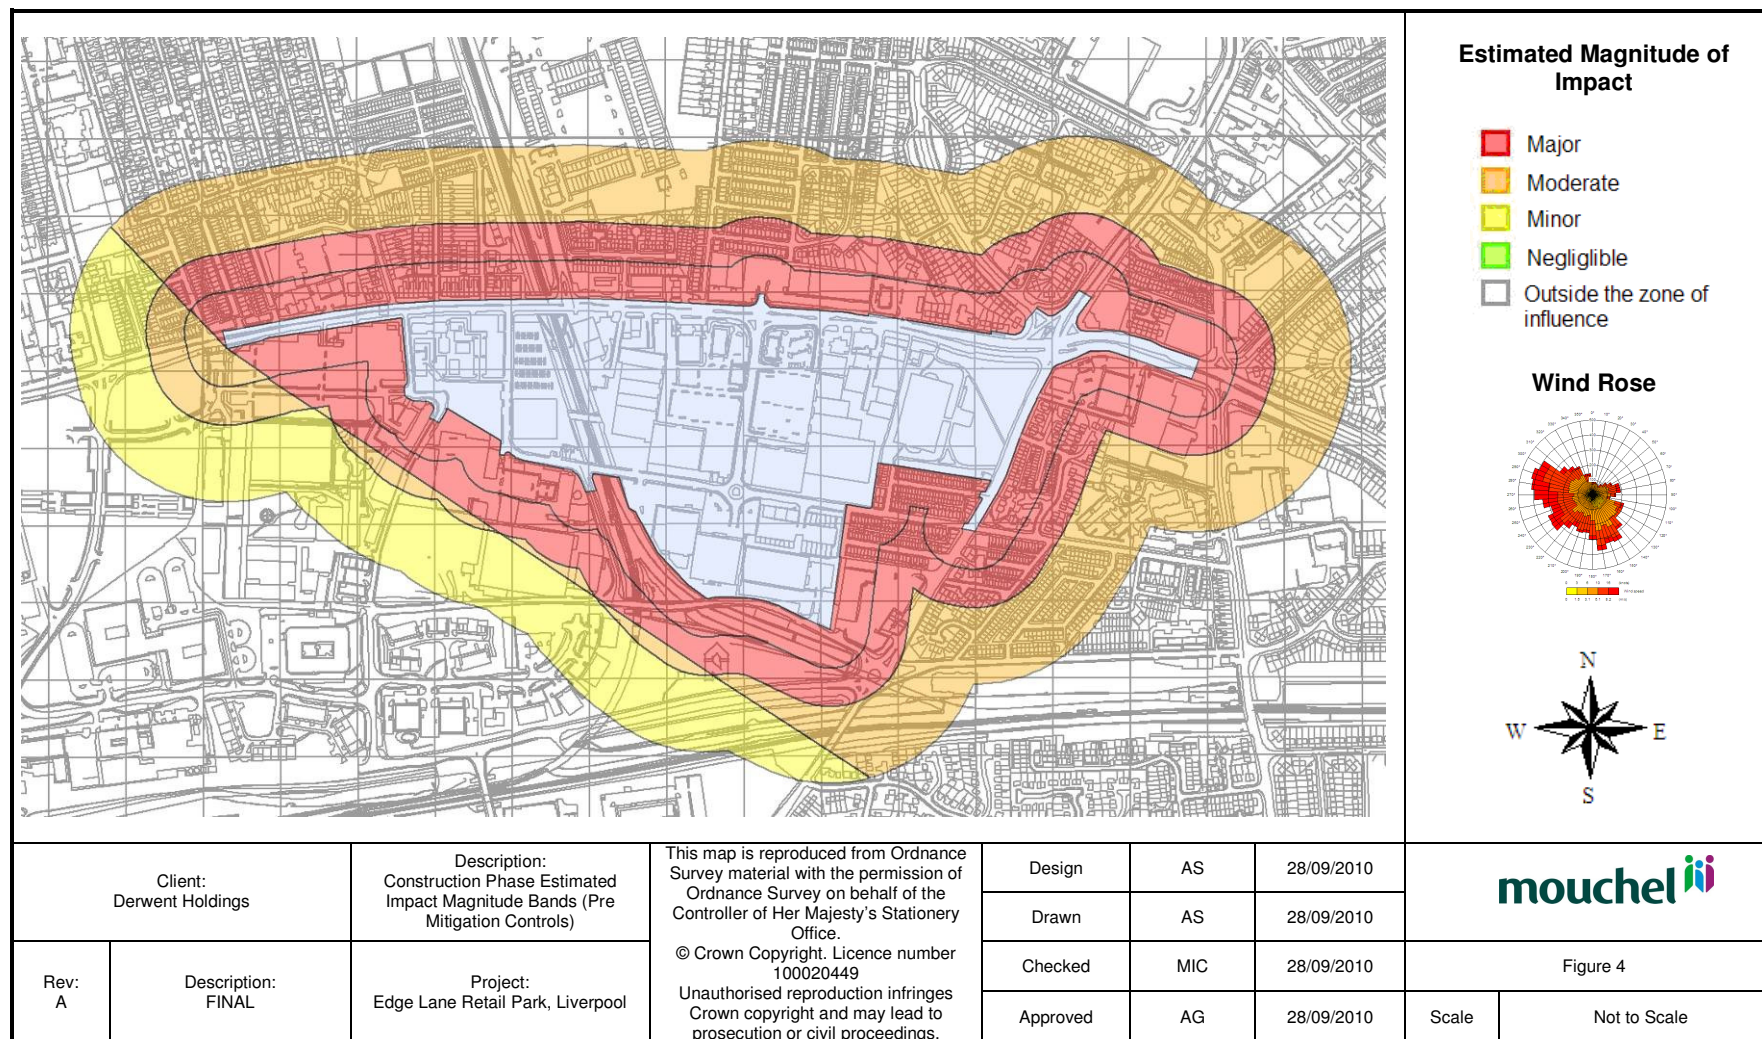 Estimated Magnitude of
Impact
Major
Moderate
Minor
Negliglible
Outside the zone of
influence
Wind Rose
N
W
E
S
Client:
Derwent Holdings
Description:
Construction Phase Estimated
Impact Magnitude Bands (Pre
Mitigation Controls)
This map is reproduced from Ordnance
Survey material with the permission of
Ordnance Survey on behalf of the
Controller of Her Majesty's Stationery
Office.
© Crown Copyright. Licence number
100020449
Unauthorised reproduction infringes
Crown copyright and may lead to
prosecution or civil proceedings.
Design
AS
28/09/2010
Drawn
AS
28/09/2010
Checked
MIC
28/09/2010
Approved
AG
28/09/2010
mouchel
Rev:
A
Description:
FINAL
Project:
Edge Lane Retail Park, Liverpool
Figure 4
Scale
Not to Scale